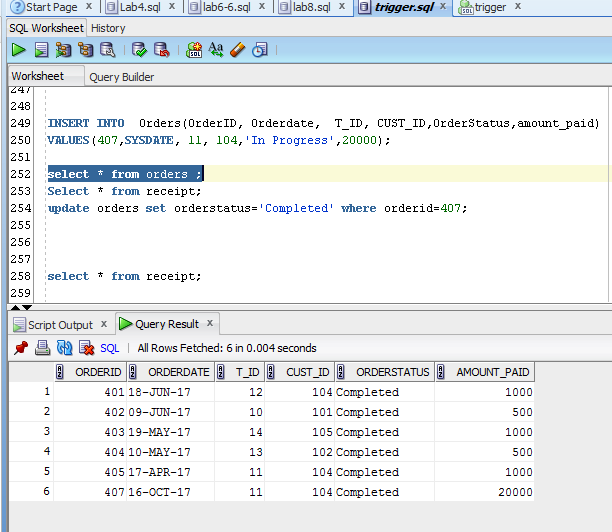 Start Page x Lab4.sql x lab6-6.sql x lab8.sql x trigger.sql x trigger x
SQL Worksheet History
Worksheet Query Builder
247
248
249 INSERT INTO Orders(OrderID, Orderdate, T_ID, CUST_ID,OrderStatus,amount_paid)
250 VALUES(407,SYSDATE, 11, 104,'In Progress',20000);
251
252 select * from orders ;
253 Select * from receipt;
254 update orders set orderstatus='Completed' where orderid=407;
255
256
257
258 select * from receipt;
259
Script Output x Query Result x
SQL | All Rows Fetched: 6 in 0.004 seconds
ORDERID ORDERDATE T_ID CUST_ID ORDERSTATUS AMOUNT_PAID
1 401 18-JUN-17 12 104 Completed 1000
2 402 09-JUN-17 10 101 Completed 500
3 403 19-MAY-17 14 105 Completed 1000
4 404 10-MAY-17 13 102 Completed 500
5 405 17-APR-17 11 104 Completed 1000
6 407 16-OCT-17 11 104 Completed 20000